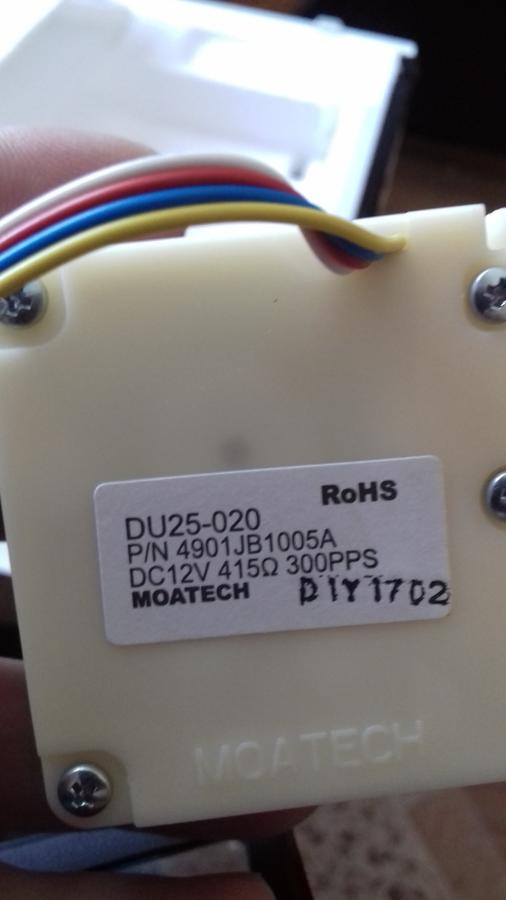 RoHS
DU25-020
P/N 4901JB1005A
DC12V 415Ω 300PPS
MOATECH D1Y1702
MOATECH